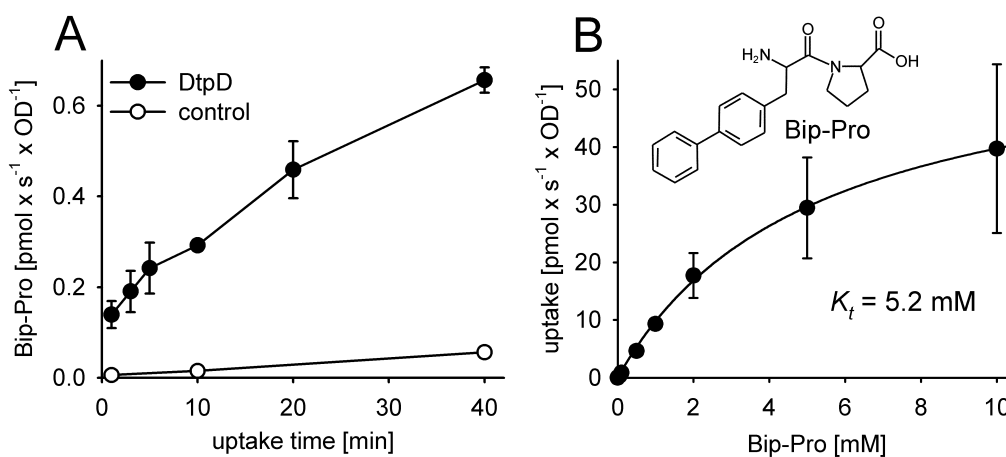 A
Bip-Pro [pmol x s⁻¹ x OD⁻¹]
0.6
0.4
0.2
0.0
DtpD
control
0 10 20 30 40
uptake time [min]
B
uptake [pmol x s⁻¹ x OD⁻¹]
50
40
30
20
10
0
O
O
H₂N
N
OH
Bip-Pro
Kt = 5.2 mM
0 2 4 6 8 10
Bip-Pro [mM]